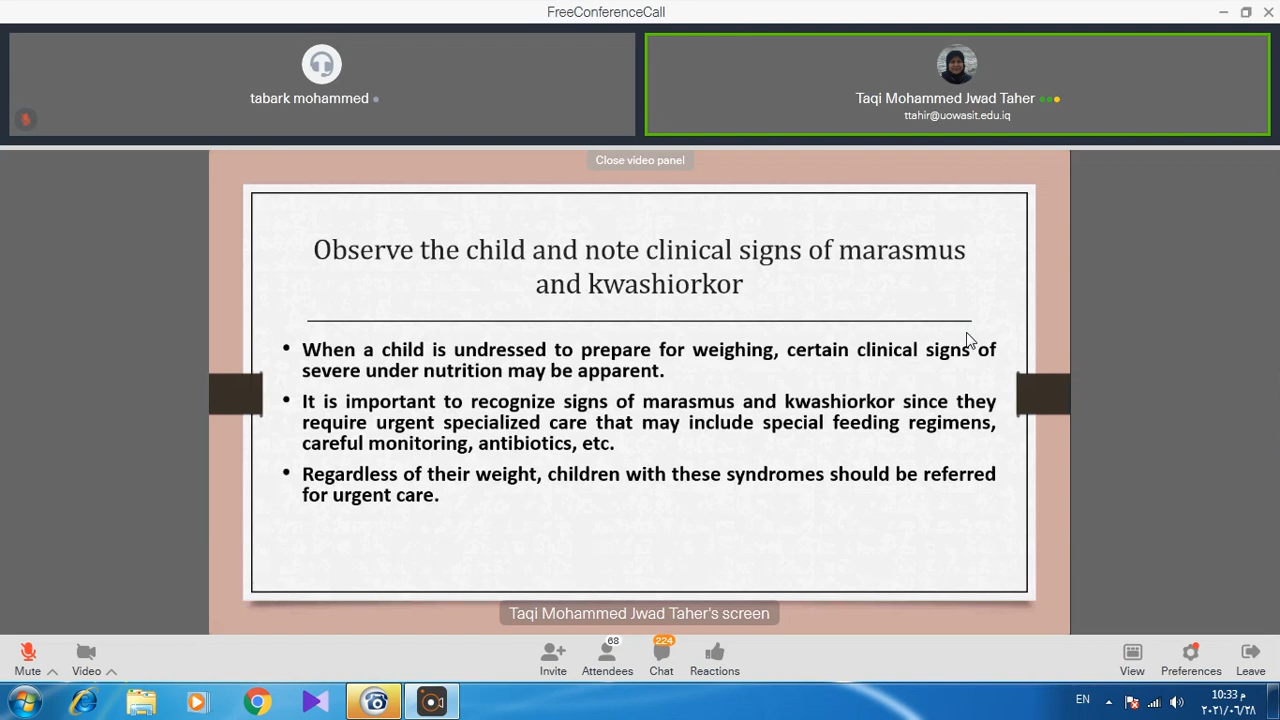 FreeConferenceCall
tabark mohammed
Taqi Mohammed Jwad Taher
ttahir@uowasit.edu.iq
Close video panel
Observe the child and note clinical signs of marasmus
and kwashiorkor
• When a child is undressed to prepare for weighing, certain clinical signs of
severe under nutrition may be apparent.
• It is important to recognize signs of marasmus and kwashiorkor since they
require urgent specialized care that may include special feeding regimens,
careful monitoring, antibiotics, etc.
• Regardless of their weight, children with these syndromes should be referred
for urgent care.
Taqi Mohammed Jwad Taher's screen
68
224
Mute
Video
Invite
Attendees
Chat
Reactions
View
Preferences
Leave
EN
10:33 م
٢٠٢١/٠٦/٢٨